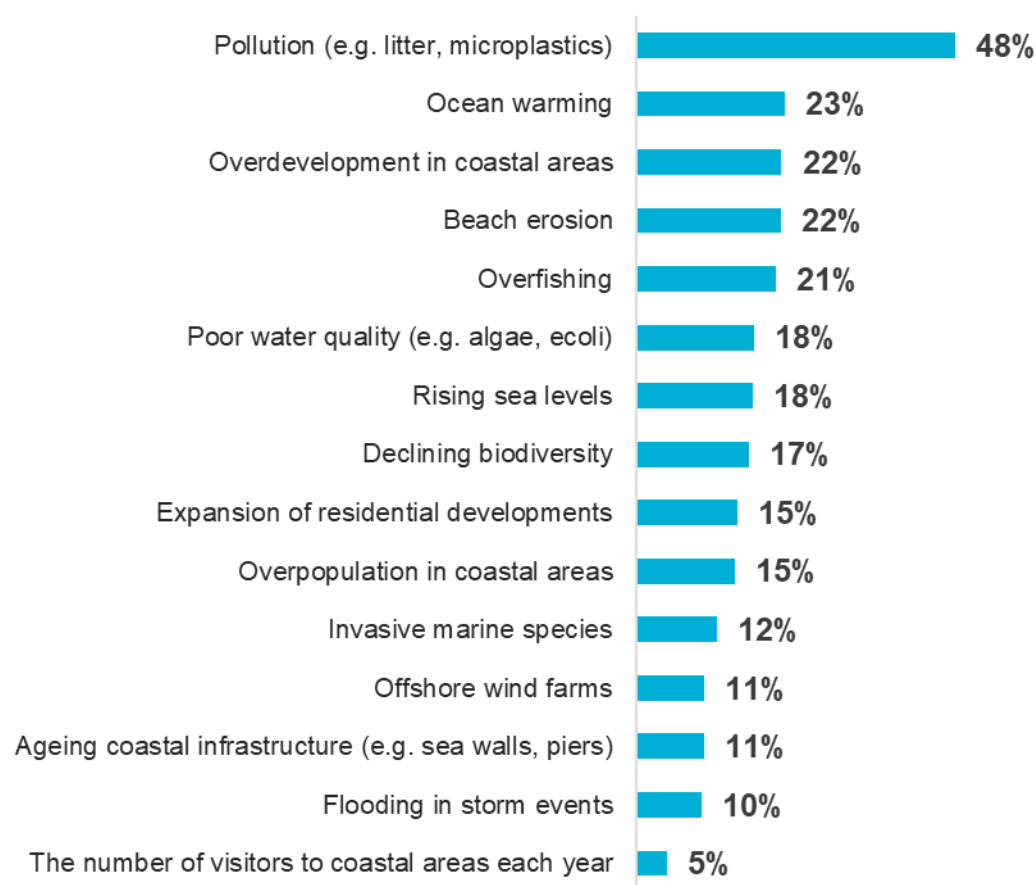 Pollution (e.g. litter, microplastics) 48%
Ocean warming 23%
Overdevelopment in coastal areas 22%
Beach erosion 22%
Overfishing 21%
Poor water quality (e.g. algae, ecoli) 18%
Rising sea levels 18%
Declining biodiversity 17%
Expansion of residential developments 15%
Overpopulation in coastal areas 15%
Invasive marine species 12%
Offshore wind farms 11%
Ageing coastal infrastructure (e.g. sea walls, piers) 11%
Flooding in storm events 10%
The number of visitors to coastal areas each year 5%